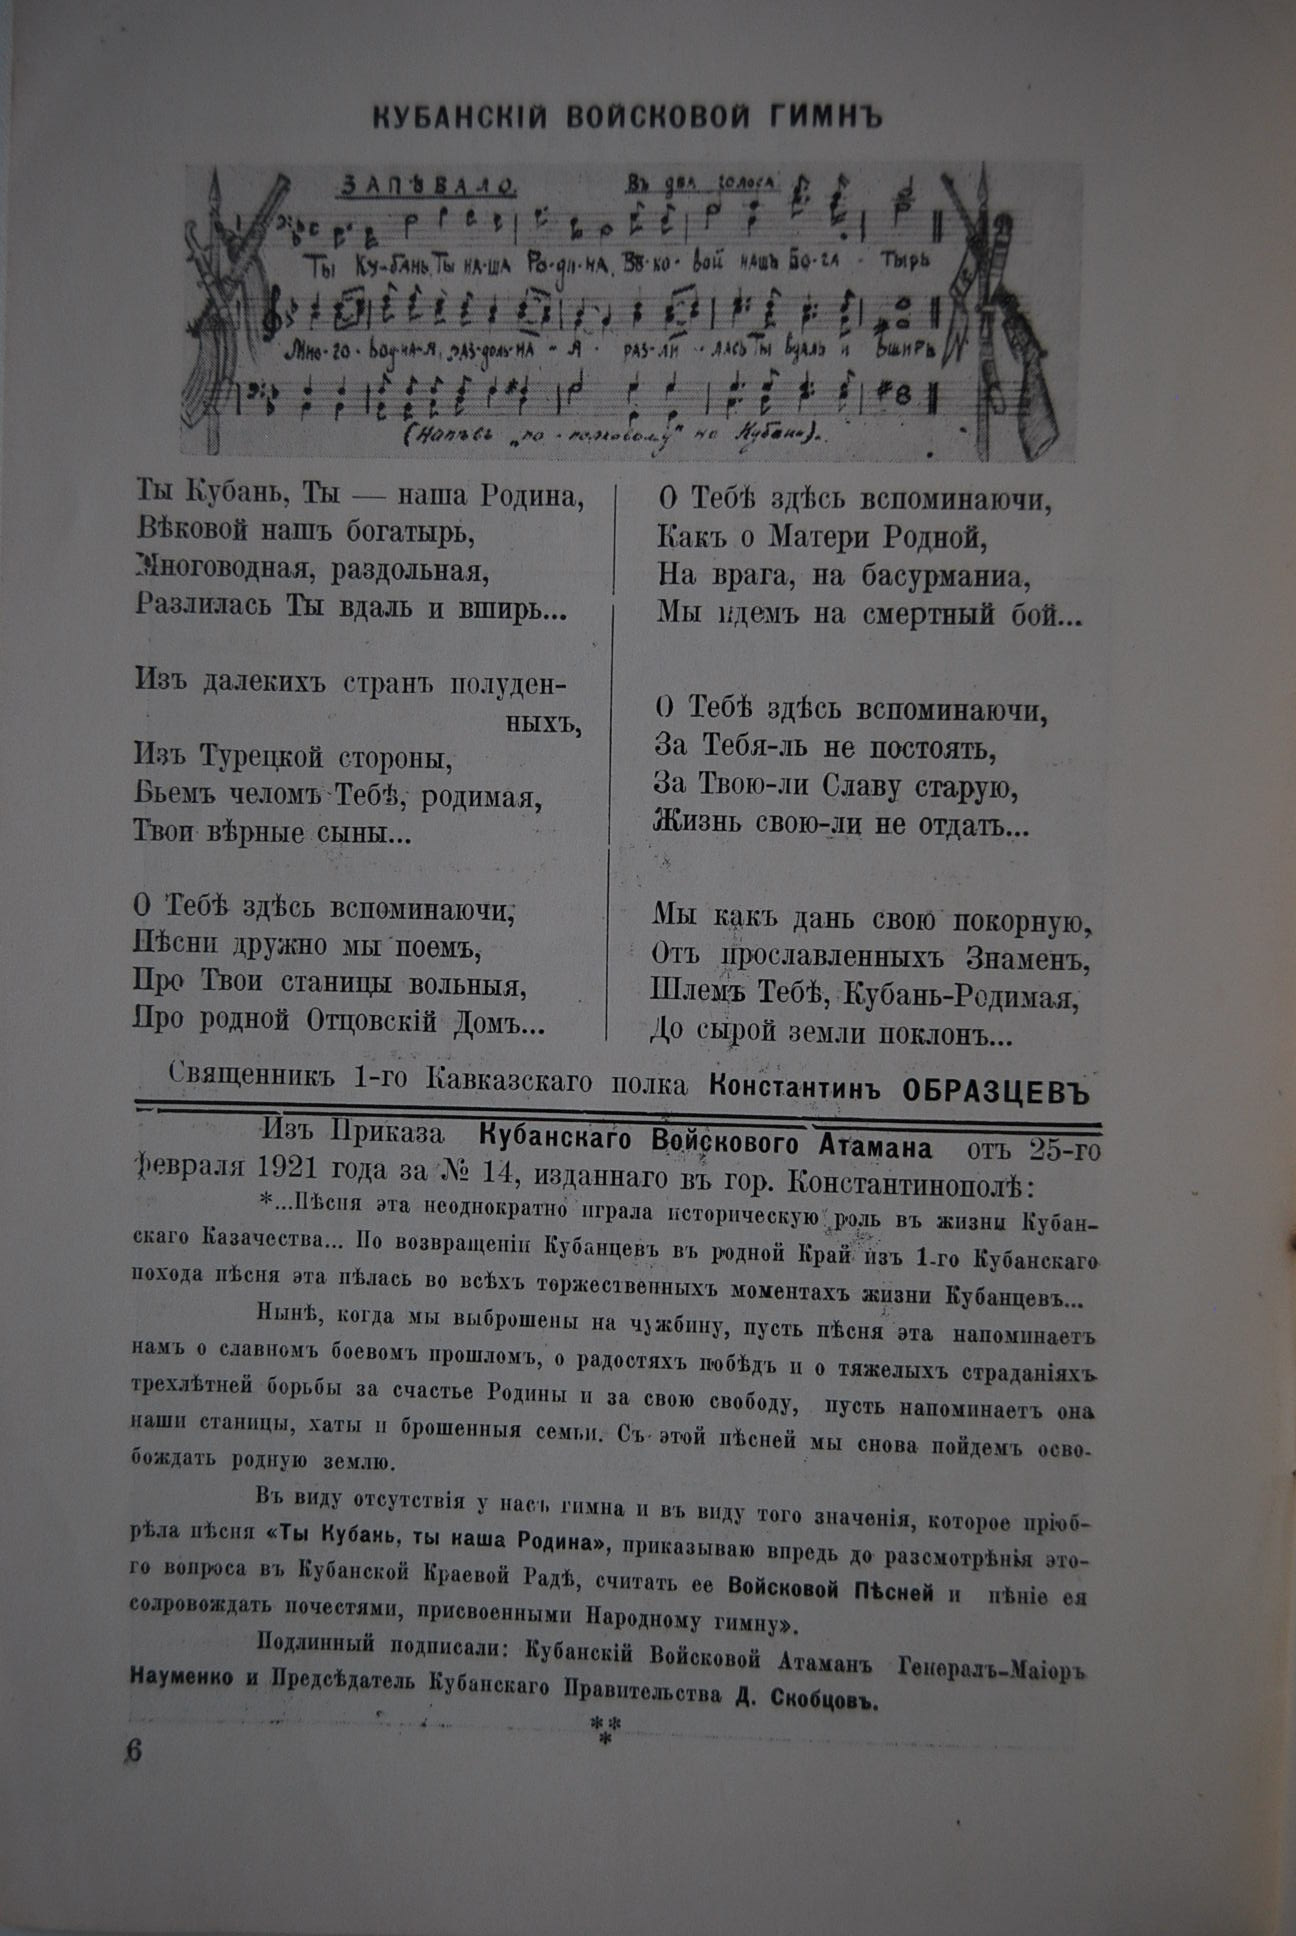 КУБАНСКІЙ ВОЙСКОВОЙ ГИМНЪ
ЗАПѢВАЛО
Въ два голоса
Ты Ку-бань, Ты на-ша Ро-ди-на, Вѣ-ко-вой нашъ Бо-га-тырь
Мно-го-вод-на-я, раз-доль-на-я раз-ли-лась Ты вдаль и вширь
(Напѣвъ „по-полковому" на Кубани).
Ты Кубань, Ты — наша Родина,
Вѣковой нашъ богатырь,
Многоводная, раздольная,
Разлилась Ты вдаль и вширь...
Изъ далекихъ странъ полуден-
ныхъ,
Изъ Турецкой стороны,
Бьемъ челомъ Тебѣ, родимая,
Твои вѣрные сыны...
О Тебѣ здѣсь вспоминаючи,
Пѣсни дружно мы поемъ,
Про Твои станицы вольныя,
Про родной Отцовскій Домъ...
О Тебѣ здѣсь вспоминаючи,
Какъ о Матери Родной,
На врага, на басурманиа,
Мы идемъ на смертный бой...
О Тебѣ здѣсь вспоминаючи,
За Тебя-ль не постоять,
За Твою-ли Славу старую,
Жизнь свою-ли не отдать...
Мы какъ дань свою покорную,
Отъ прославленныхъ Знаменъ,
Шлемъ Тебѣ, Кубань-Родимая,
До сырой земли поклонъ...
Священникъ 1-го Кавказскаго полка Константинъ ОБРАЗЦЕВЪ
Изъ Приказа Кубанскаго Войскового Атамана отъ 25-го
февраля 1921 года за № 14, изданнаго въ гор. Константинополѣ:
*...Пѣсня эта неоднократно играла историческую роль въ жизни Кубан-
скаго Казачества... По возвращеніи Кубанцевъ въ родной Край изъ 1-го Кубанскаго
похода пѣсня эта пѣлась во всѣхъ торжественныхъ моментахъ жизни Кубанцевъ...
Нынѣ, когда мы выброшены на чужбину, пусть пѣсня эта напоминаетъ
намъ о славномъ боевомъ прошломъ, о радостяхъ побѣдъ и о тяжелыхъ страданіяхъ
трехлѣтней борьбы за счастье Родины и за свою свободу, пусть напоминаетъ она
наши станицы, хаты и брошенныя семьи. Съ этой пѣсней мы снова пойдемъ осво-
бождать родную землю.
Въ виду отсутствія у насъ гимна и въ виду того значенія, которое пріоб-
рѣла пѣсня «Ты Кубань, ты наша Родина», приказываю впредь до разсмотрѣнія это-
го вопроса въ Кубанской Краевой Радѣ, считать ее Войсковой Пѣсней и пѣніе ея
солровождать почестями, присвоенными Народному гимну».
Подлинный подписали: Кубанскій Войсковой Атаманъ Генералъ-Маіоръ
Науменко и Предсѣдатель Кубанскаго Правительства Д. Скобцовъ.
***
6